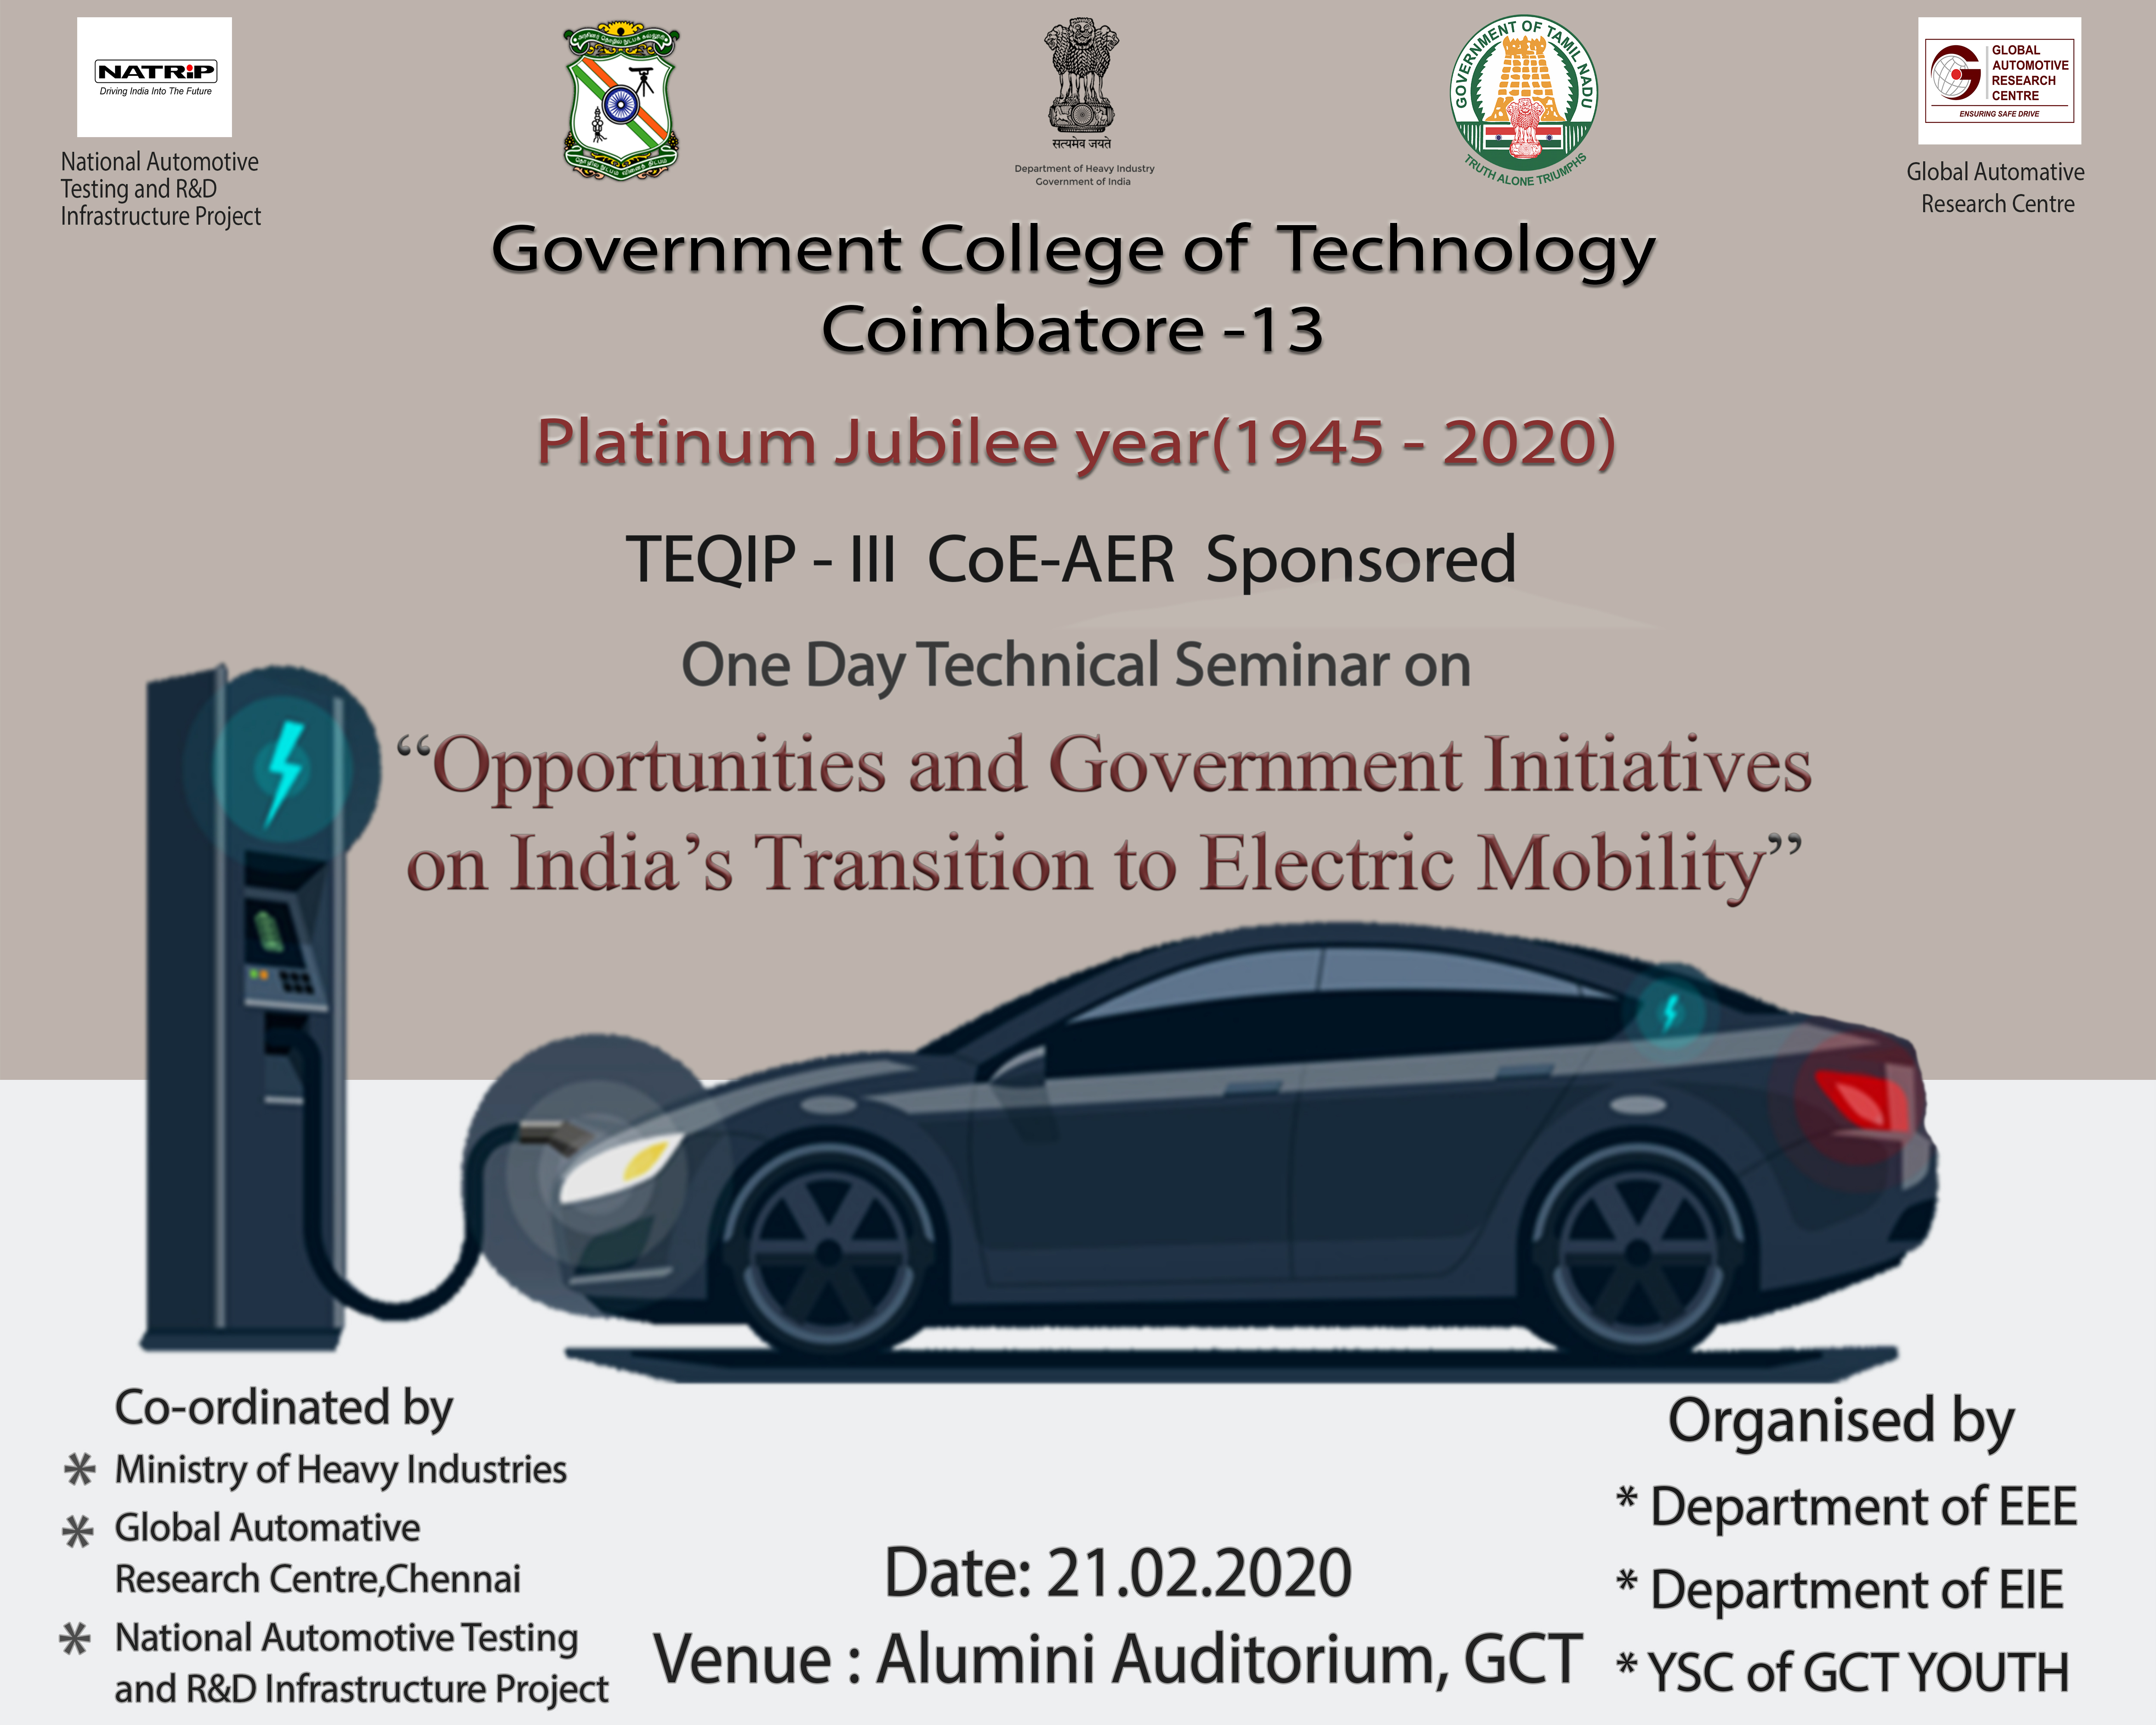 NATRiP
Driving India Into The Future
National Automotive
Testing and R&D
Infrastructure Project
सत्यमेव जयते
Department of Heavy Industry
Government of India
GOVERNMENT OF TAMIL NADU
TRUTH ALONE TRIUMPHS
GLOBAL
AUTOMOTIVE
RESEARCH
CENTRE
ENSURING SAFE DRIVE
Global Automative
Research Centre
Government College of Technology
Coimbatore -13
Platinum Jubilee year(1945 - 2020)
TEQIP - III CoE-AER Sponsored
One Day Technical Seminar on
“Opportunities and Government Initiatives
on India’s Transition to Electric Mobility”
Co-ordinated by
* Ministry of Heavy Industries
* Global Automative
Research Centre,Chennai
* National Automotive Testing
and R&D Infrastructure Project
Date: 21.02.2020
Venue : Alumini Auditorium, GCT
Organised by
* Department of EEE
* Department of EIE
* YSC of GCT YOUTH